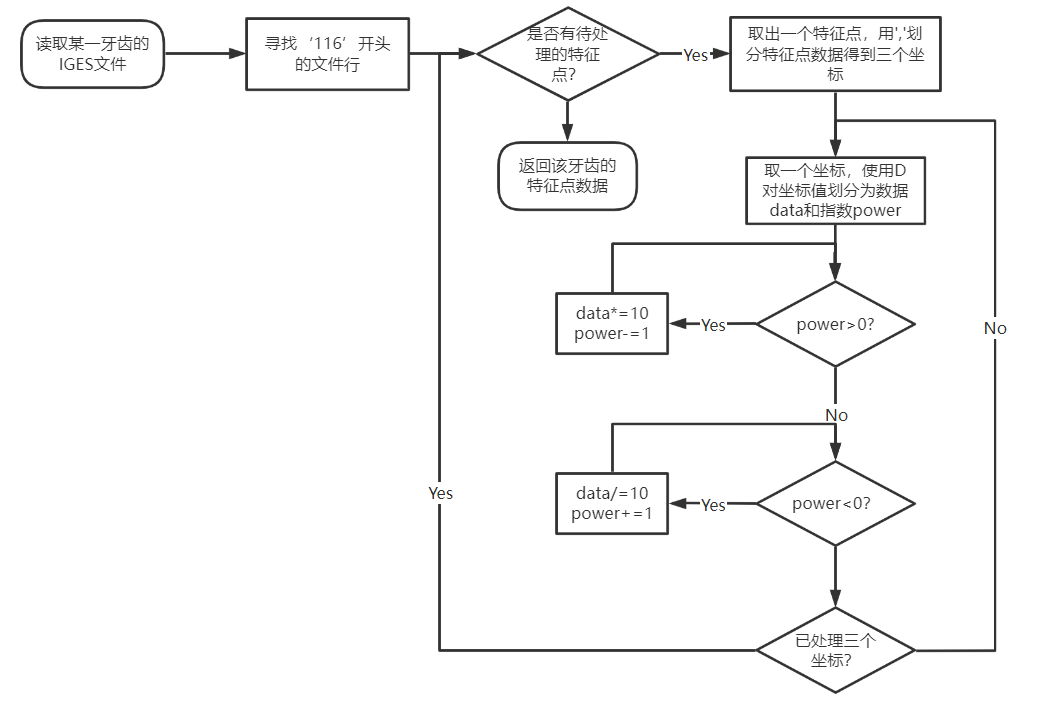 读取某一牙齿的
IGES文件
寻找‘116’开头
的文件行
是否有待处
理的特征
点？
Yes
取出一个特征点，用','划
分特征点数据得到三个坐
标
返回该牙齿的
特征点数据
取一个坐标，使用D
对坐标值划分为数据
data和指数power
data*=10
power-=1
Yes
power>0?
No
No
data/=10
power+=1
Yes
power<0?
Yes
已处理三个
坐标？